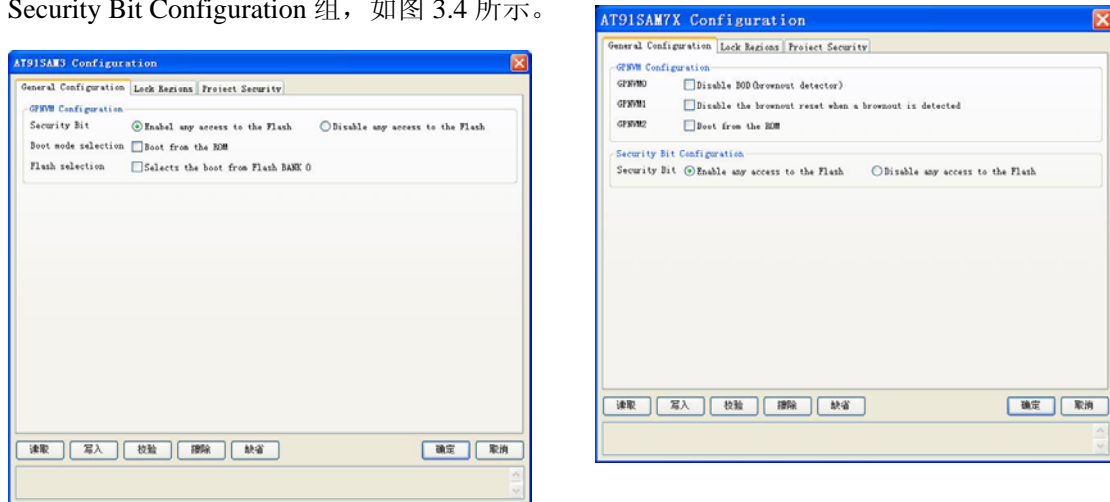 Security Bit Configuration 组，如图 3.4 所示。
AT91SAM3 Configuration
General Configuration Lock Regions Project Security
GPNVM Configuration
Security Bit Enabel any access to the Flash Disable any access to the Flash
Boot mode selection Boot from the ROM
Flash selection Selects the boot from Flash BANK 0
读取 写入 校验 擦除 缺省 确定 取消
AT91SAM7X Configuration
General Configuration Lock Regions Project Security
GPNVM Configuration
GPNVM0 Disable BOD(brownout detector)
GPNVM1 Disable the brownout reset when a brownout is detected
GPNVM2 Boot from the ROM
Security Bit Configuration
Security Bit Enable any access to the Flash Disable any access to the Flash
读取 写入 校验 擦除 缺省 确定 取消